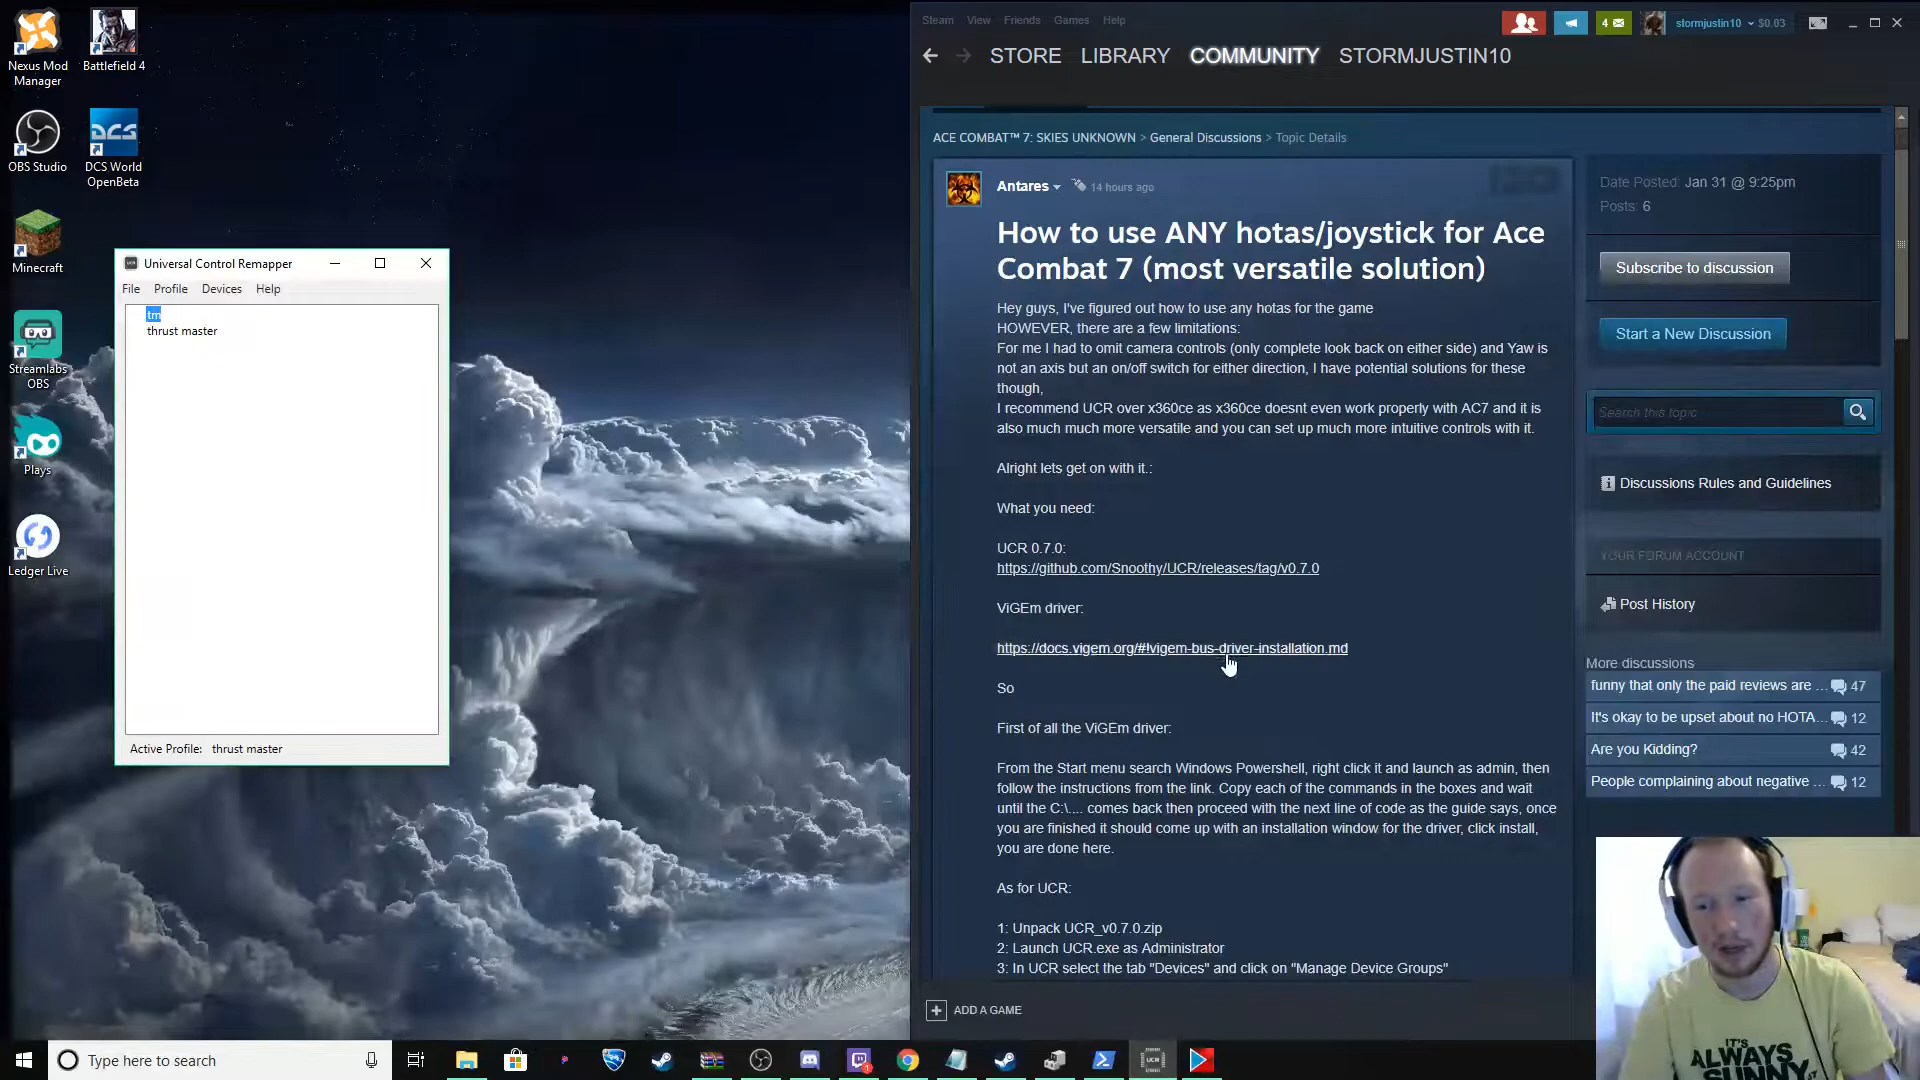 Nexus Mod
Manager
Battlefield 4
OBS Studio
DCS
DCS World
OpenBeta
Minecraft
Streamlabs
OBS
Plays
Ledger Live
UCR
Universal Control Remapper
File Profile Devices Help
tm
thrust master
Active Profile: thrust master
Steam View Friends Games Help
4
stormjustin10 $0.03
STORE LIBRARY COMMUNITY STORMJUSTIN10
ACE COMBAT™ 7: SKIES UNKNOWN > General Discussions > Topic Details
Antares 14 hours ago
How to use ANY hotas/joystick for Ace
Combat 7 (most versatile solution)
Hey guys, I've figured out how to use any hotas for the game
HOWEVER, there are a few limitations:
For me I had to omit camera controls (only complete look back on either side) and Yaw is
not an axis but an on/off switch for either direction, I have potential solutions for these
though,
I recommend UCR over x360ce as x360ce doesnt even work properly with AC7 and it is
also much much more versatile and you can set up much more intuitive controls with it.
Alright lets get on with it.:
What you need:
UCR 0.7.0:
https://github.com/Snoothy/UCR/releases/tag/v0.7.0
ViGEm driver:
https://docs.vigem.org/#!vigem-bus-driver-installation.md
So
First of all the ViGEm driver:
From the Start menu search Windows Powershell, right click it and launch as admin, then
follow the instructions from the link. Copy each of the commands in the boxes and wait
until the C:\.... comes back then proceed with the next line of code as the guide says, once
you are finished it should come up with an installation window for the driver, click install,
you are done here.
As for UCR:
1: Unpack UCR_v0.7.0.zip
2: Launch UCR.exe as Administrator
3: In UCR select the tab "Devices" and click on "Manage Device Groups"
Date Posted: Jan 31 @ 9:25pm
Posts: 6
Subscribe to discussion
Start a New Discussion
Search this topic
Discussions Rules and Guidelines
YOUR FORUM ACCOUNT
Post History
More discussions
funny that only the paid reviews are ... 47
It's okay to be upset about no HOTA... 12
Are you Kidding? 42
People complaining about negative ... 12
ADD A GAME
IT'S
ALWAYS
SUNNY
Type here to search
1
UCR